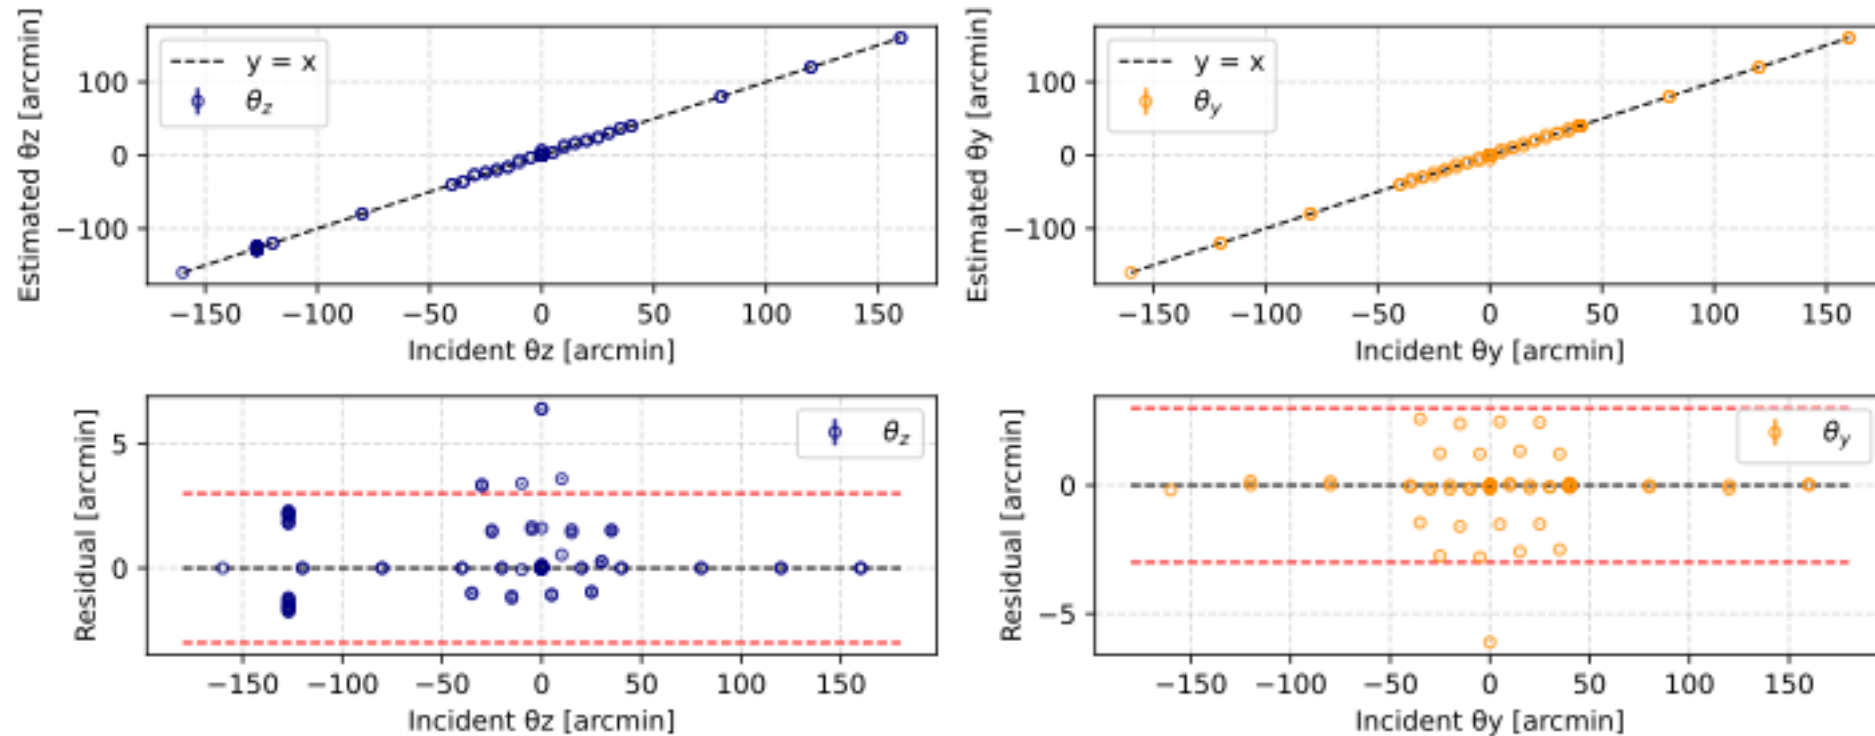 Estimated θz [arcmin]
100
0
−100
y = x
θz
−150 −100 −50 0 50 100 150
Incident θz [arcmin]
Estimated θy [arcmin]
100
0
−100
y = x
θy
−150 −100 −50 0 50 100 150
Incident θy [arcmin]
Residual [arcmin]
5
0
θz
−150 −100 −50 0 50 100 150
Incident θz [arcmin]
Residual [arcmin]
0
−5
θy
−150 −100 −50 0 50 100 150
Incident θy [arcmin]